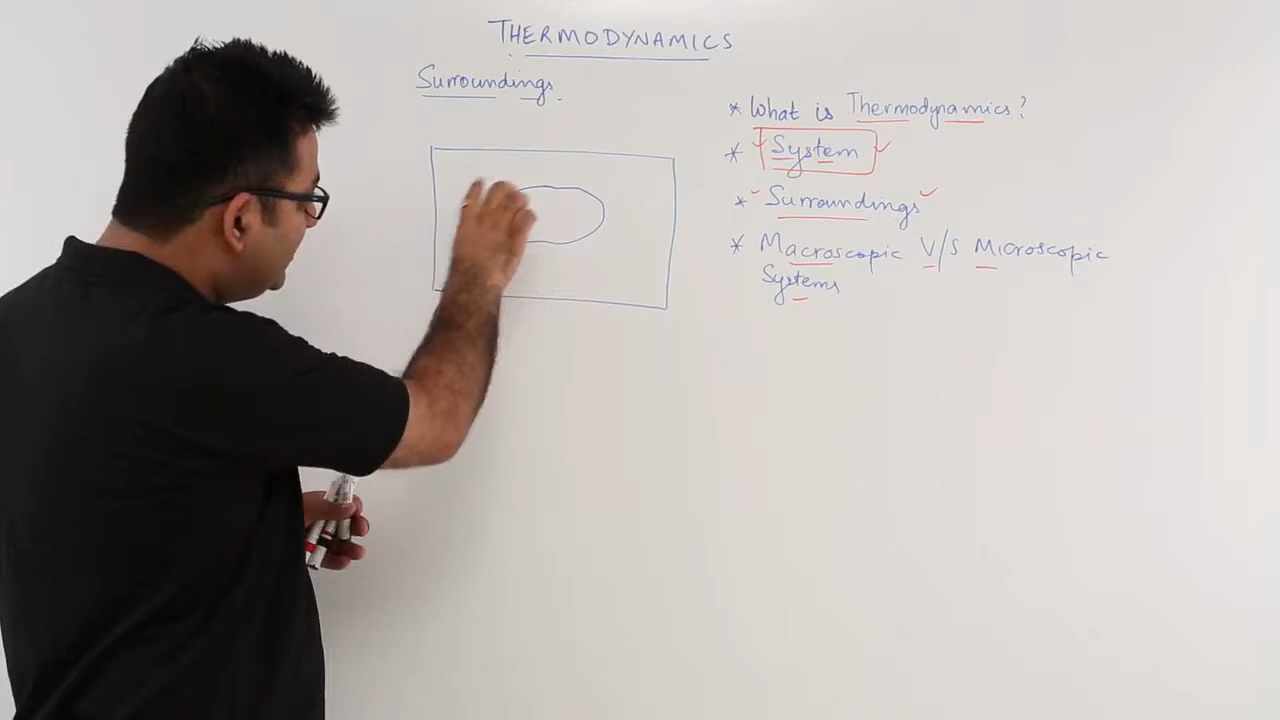 THERMODYNAMICS
Surroundings
* What is Thermodynamics?
* System
* Surroundings
* Macroscopic V/S Microscopic
Systems